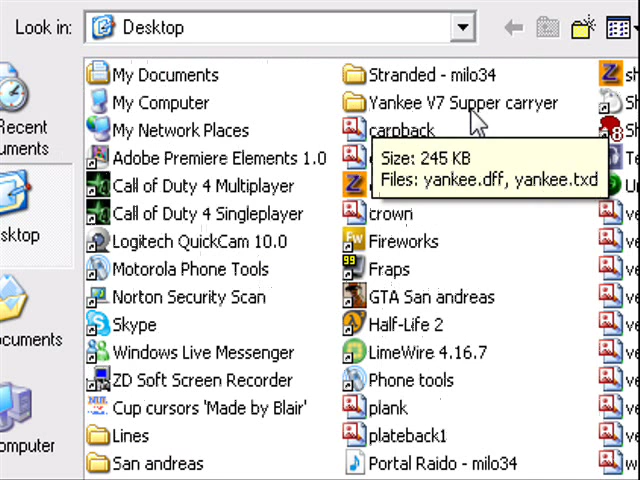 Look in: Desktop
Recent
uments
sktop
ocuments
omputer
My Documents
My Computer
My Network Places
Adobe Premiere Elements 1.0
Call of Duty 4 Multiplayer
Call of Duty 4 Singleplayer
Logitech QuickCam 10.0
Motorola Phone Tools
Norton Security Scan
Skype
Windows Live Messenger
ZD Soft Screen Recorder
Cup cursors 'Made by Blair'
Lines
San andreas
Stranded - milo34
Yankee V7 Supper carryer
carpback
Size: 245 KB
Files: yankee.dff, yankee.txd
crown
Fireworks
Fraps
GTA San andreas
Half-Life 2
LimeWire 4.16.7
Phone tools
plank
plateback1
Portal Raido - milo34